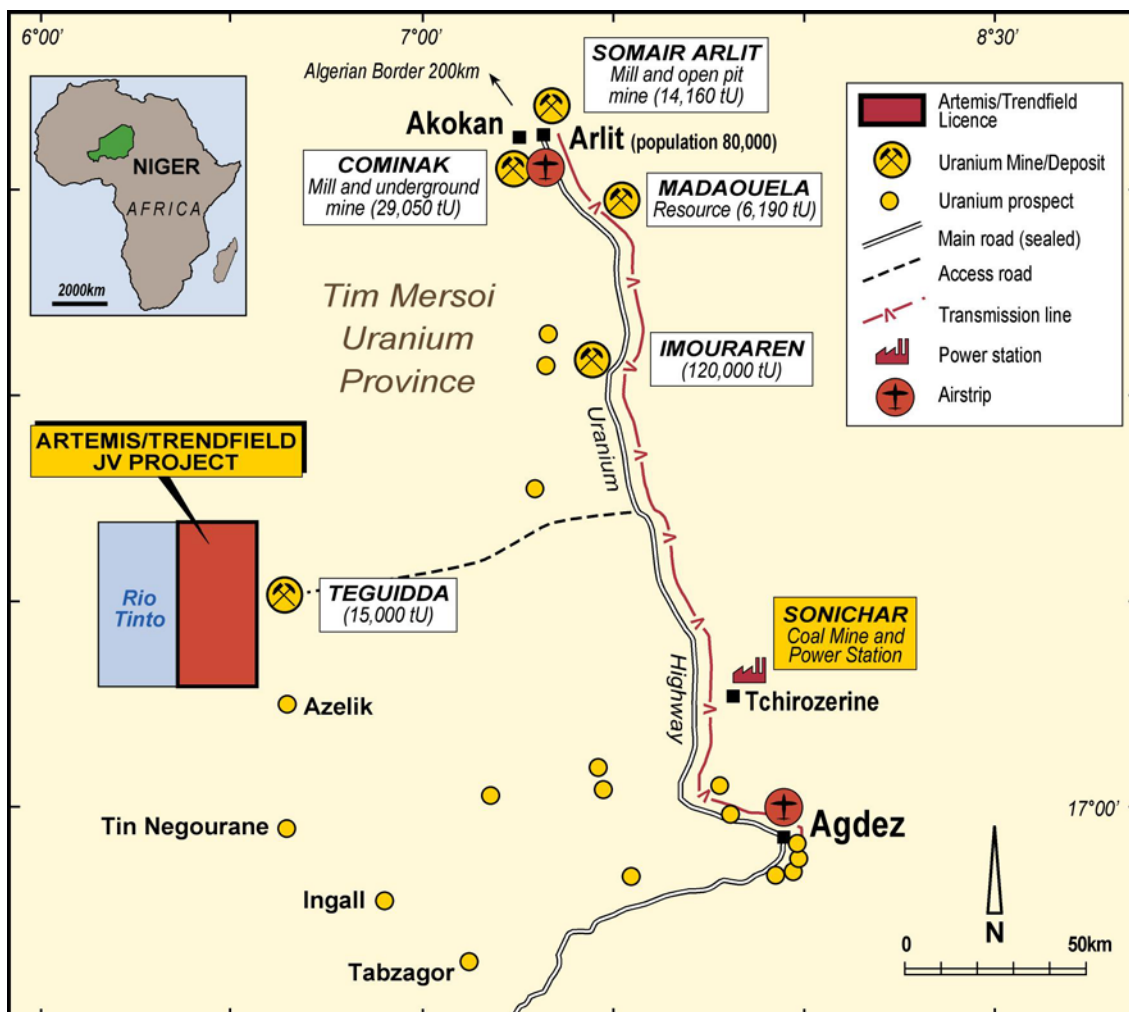 6°00'
7°00'
8°30'
Algerian Border 200km
SOMAIR ARLIT
Mill and open pit
mine (14,160 tU)
Akokan
Arlit (population 80,000)
COMINAK
Mill and underground
mine (29,050 tU)
MADAOUELA
Resource (6,190 tU)
NIGER
AFRICA
2000km
Artemis/Trendfield
Licence
Uranium Mine/Deposit
Uranium prospect
Main road (sealed)
Access road
Transmission line
Power station
Airstrip
Tim Mersoi
Uranium
Province
IMOURAREN
(120,000 tU)
ARTEMIS/TRENDFIELD
JV PROJECT
Uranium
Rio
Tinto
TEGUIDDA
(15,000 tU)
SONICHAR
Coal Mine and
Power Station
Highway
Azelik
Tchirozerine
17°00'
Tin Negourane
Agdez
Ingall
Tabzagor
N
0
50km